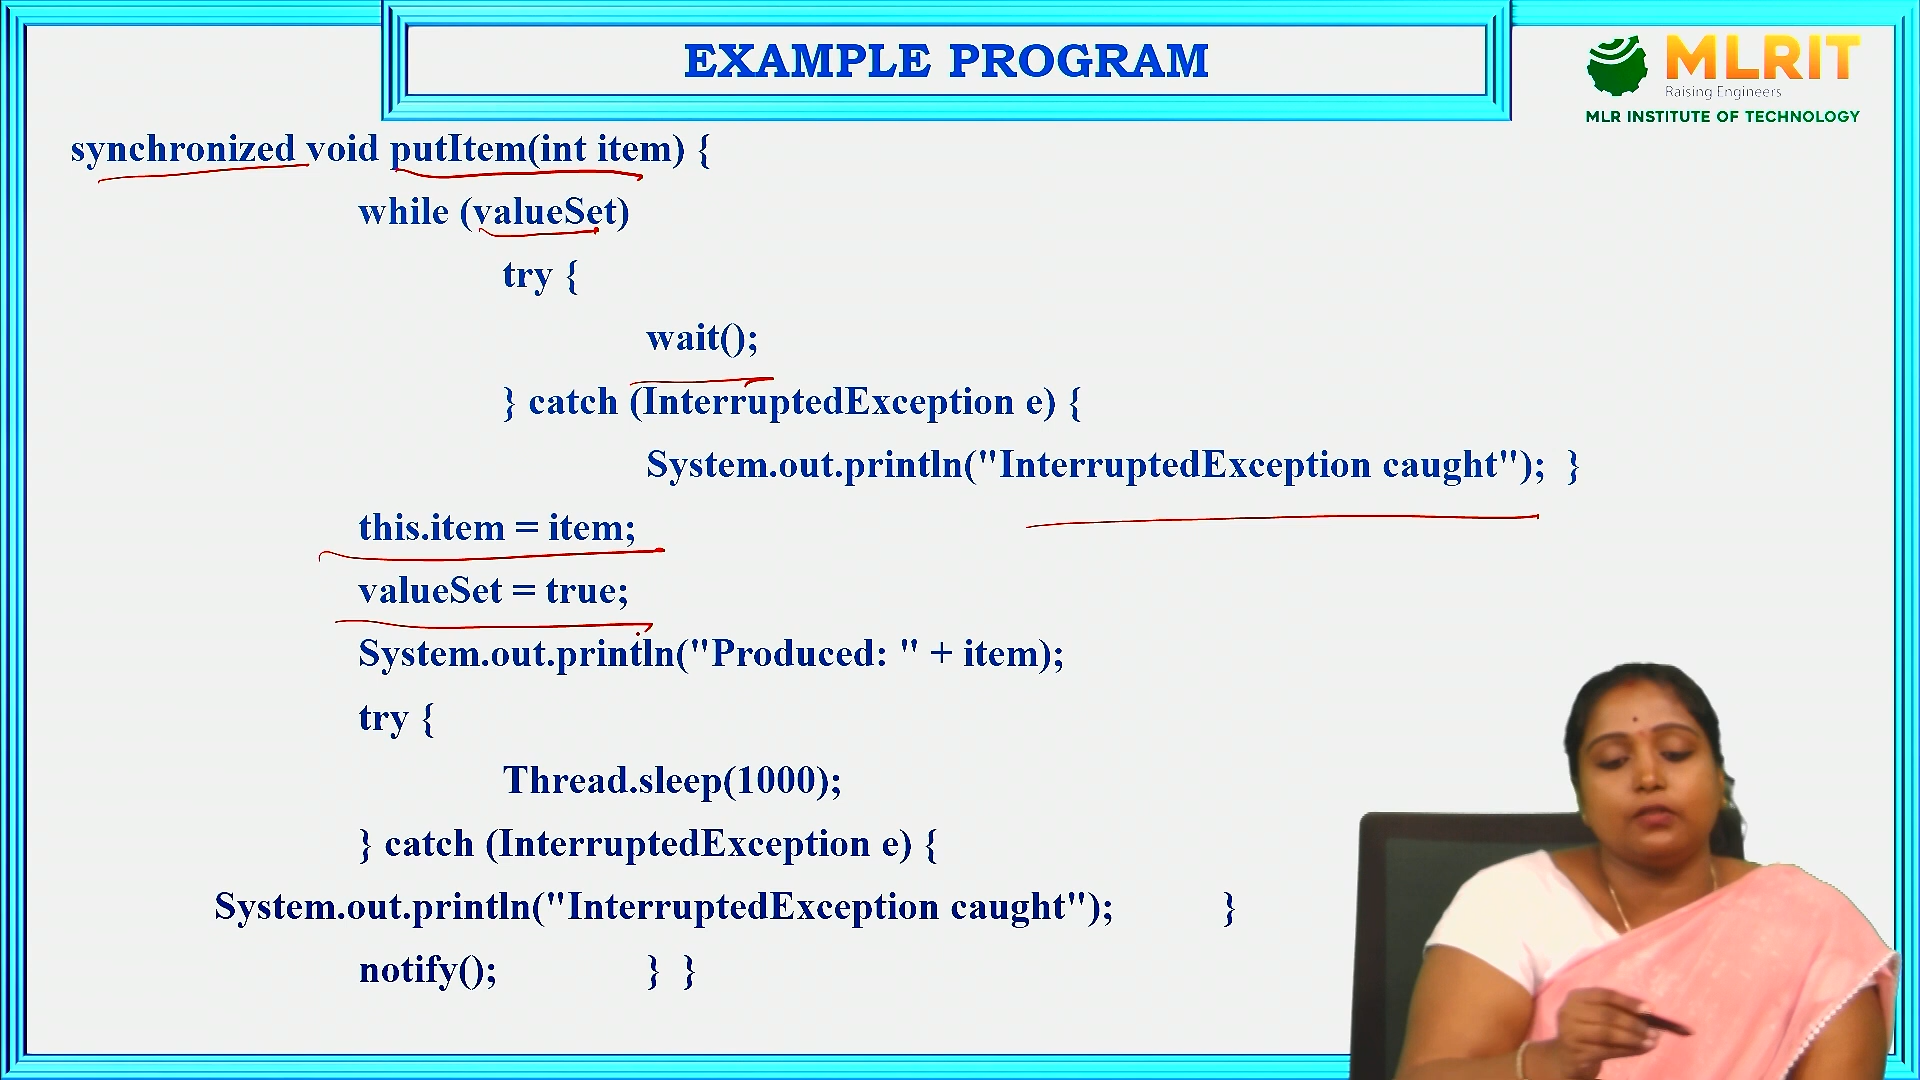 EXAMPLE PROGRAM
MLRIT
Raising Engineers
MLR INSTITUTE OF TECHNOLOGY
synchronized void putItem(int item) {
while (valueSet)
try {
wait();
} catch (InterruptedException e) {
System.out.println("InterruptedException caught"); }
this.item = item;
valueSet = true;
System.out.println("Produced: " + item);
try {
Thread.sleep(1000);
} catch (InterruptedException e) {
System.out.println("InterruptedException caught"); }
notify(); } }